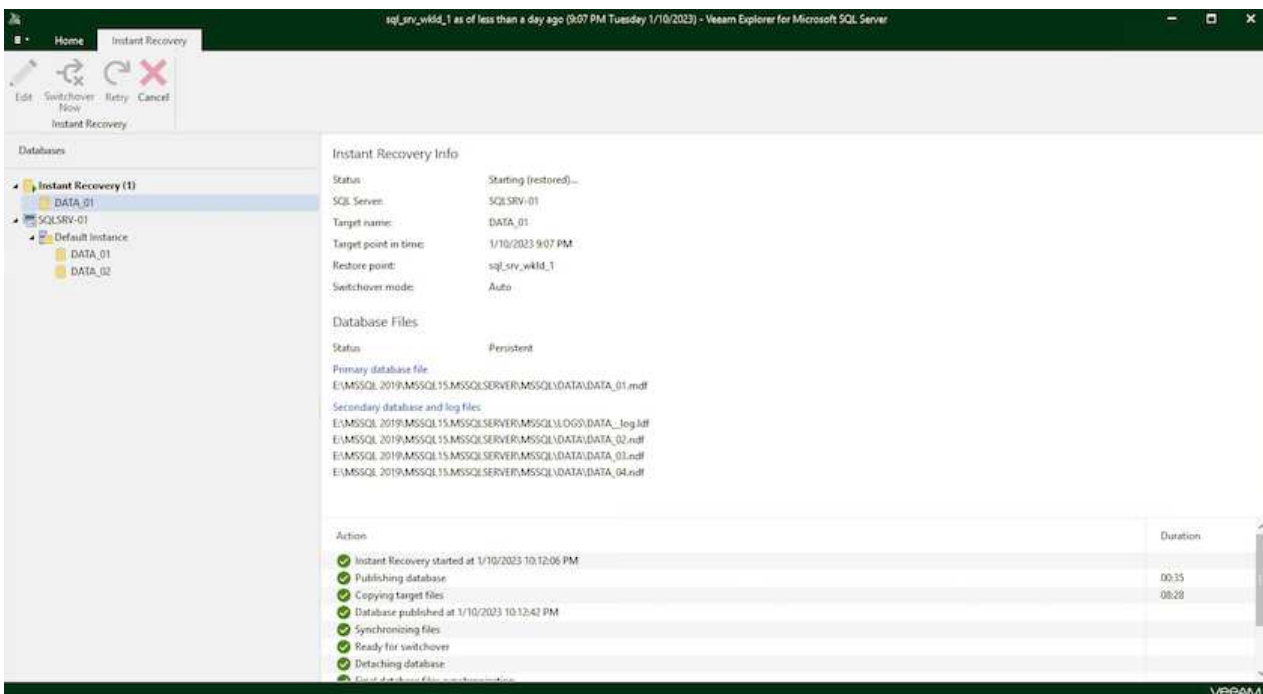 sql_srv_wkld_1 as of less than a day ago (9:07 PM Tuesday 1/10/2023) - Veeam Explorer for Microsoft SQL Server
Home Instant Recovery
Edit Switchover Now Retry Cancel
Instant Recovery
Databases
Instant Recovery (1)
DATA_01
SQLSRV-01
Default Instance
DATA_01
DATA_02
Instant Recovery Info
Status: Starting (restored)...
SQL Server: SQLSRV-01
Target name: DATA_01
Target point in time: 1/10/2023 9:07 PM
Restore point: sql_srv_wkld_1
Switchover mode: Auto
Database Files
Status Persistent
Primary database file
E:\MSSQL 2019\MSSQL15.MSSQLSERVER\MSSQL\DATA\DATA_01.mdf
Secondary database and log files
E:\MSSQL 2019\MSSQL15.MSSQLSERVER\MSSQL\LOGS\DATA__log.ldf
E:\MSSQL 2019\MSSQL15.MSSQLSERVER\MSSQL\DATA\DATA_02.ndf
E:\MSSQL 2019\MSSQL15.MSSQLSERVER\MSSQL\DATA\DATA_03.ndf
E:\MSSQL 2019\MSSQL15.MSSQLSERVER\MSSQL\DATA\DATA_04.ndf
Action Duration
Instant Recovery started at 1/10/2023 10:12:06 PM
Publishing database 00:35
Copying target files 08:28
Database published at 1/10/2023 10:12:42 PM
Synchronizing files
Ready for switchover
Detaching database
Final database files synchronization
VEEAM